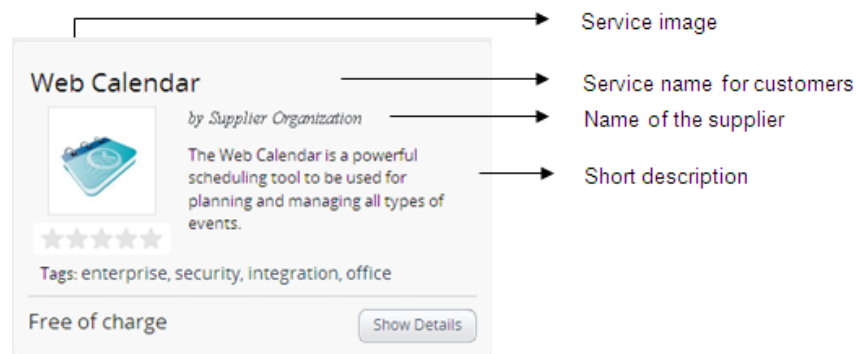 Service image
Web Calendar
Service name for customers
by Supplier Organization
Name of the supplier
The Web Calendar is a powerful
scheduling tool to be used for
planning and managing all types of
events.
Short description
Tags: enterprise, security, integration, office
Free of charge
Show Details